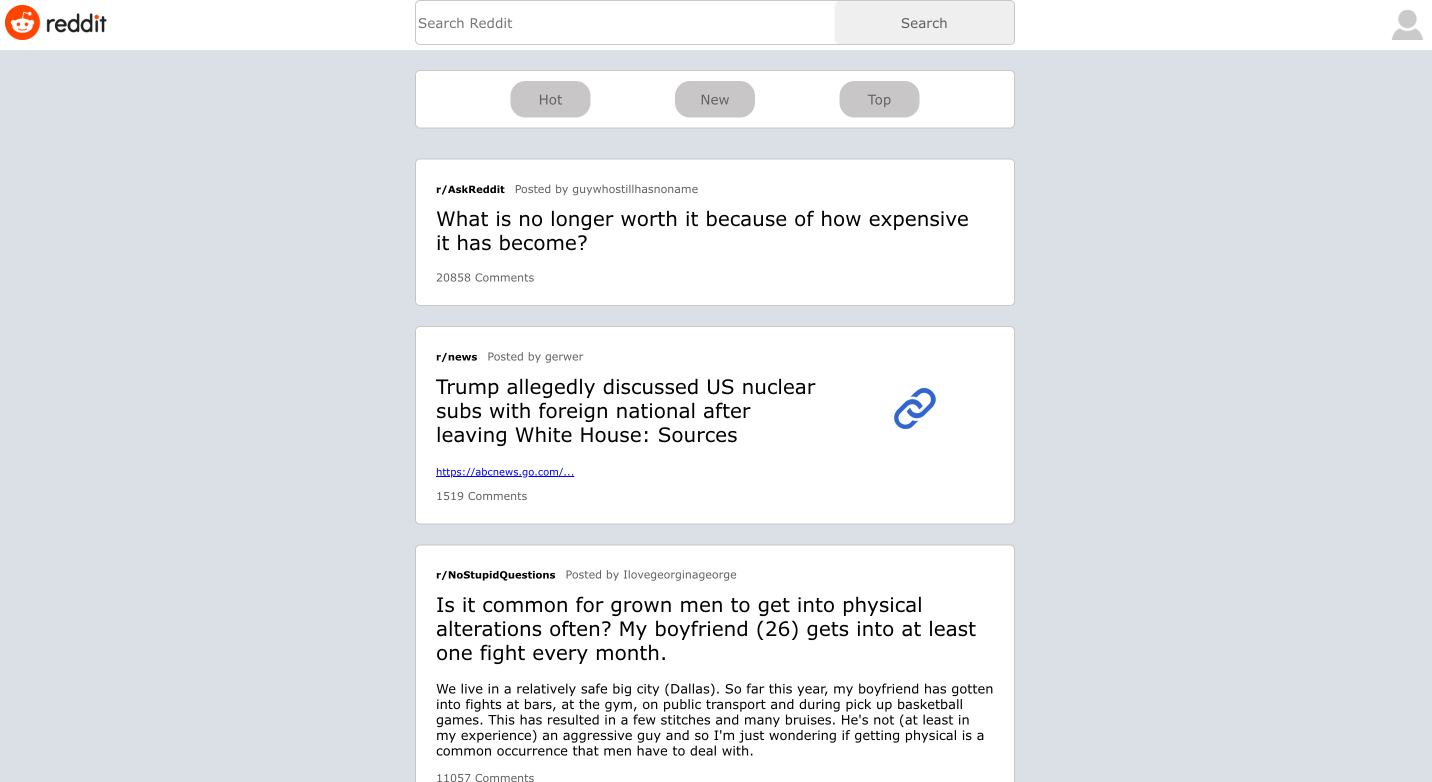 reddit
Search Reddit
Search
Hot
New
Top
r/AskReddit Posted by guywhostillhasnoname
What is no longer worth it because of how expensive
it has become?
20858 Comments
r/news Posted by gerwer
Trump allegedly discussed US nuclear
subs with foreign national after
leaving White House: Sources
https://abcnews.go.com/...
1519 Comments
r/NoStupidQuestions Posted by Ilovegeorginageorge
Is it common for grown men to get into physical
alterations often? My boyfriend (26) gets into at least
one fight every month.
We live in a relatively safe big city (Dallas). So far this year, my boyfriend has gotten
into fights at bars, at the gym, on public transport and during pick up basketball
games. This has resulted in a few stitches and many bruises. He's not (at least in
my experience) an aggressive guy and so I'm just wondering if getting physical is a
common occurrence that men have to deal with.
11057 Comments